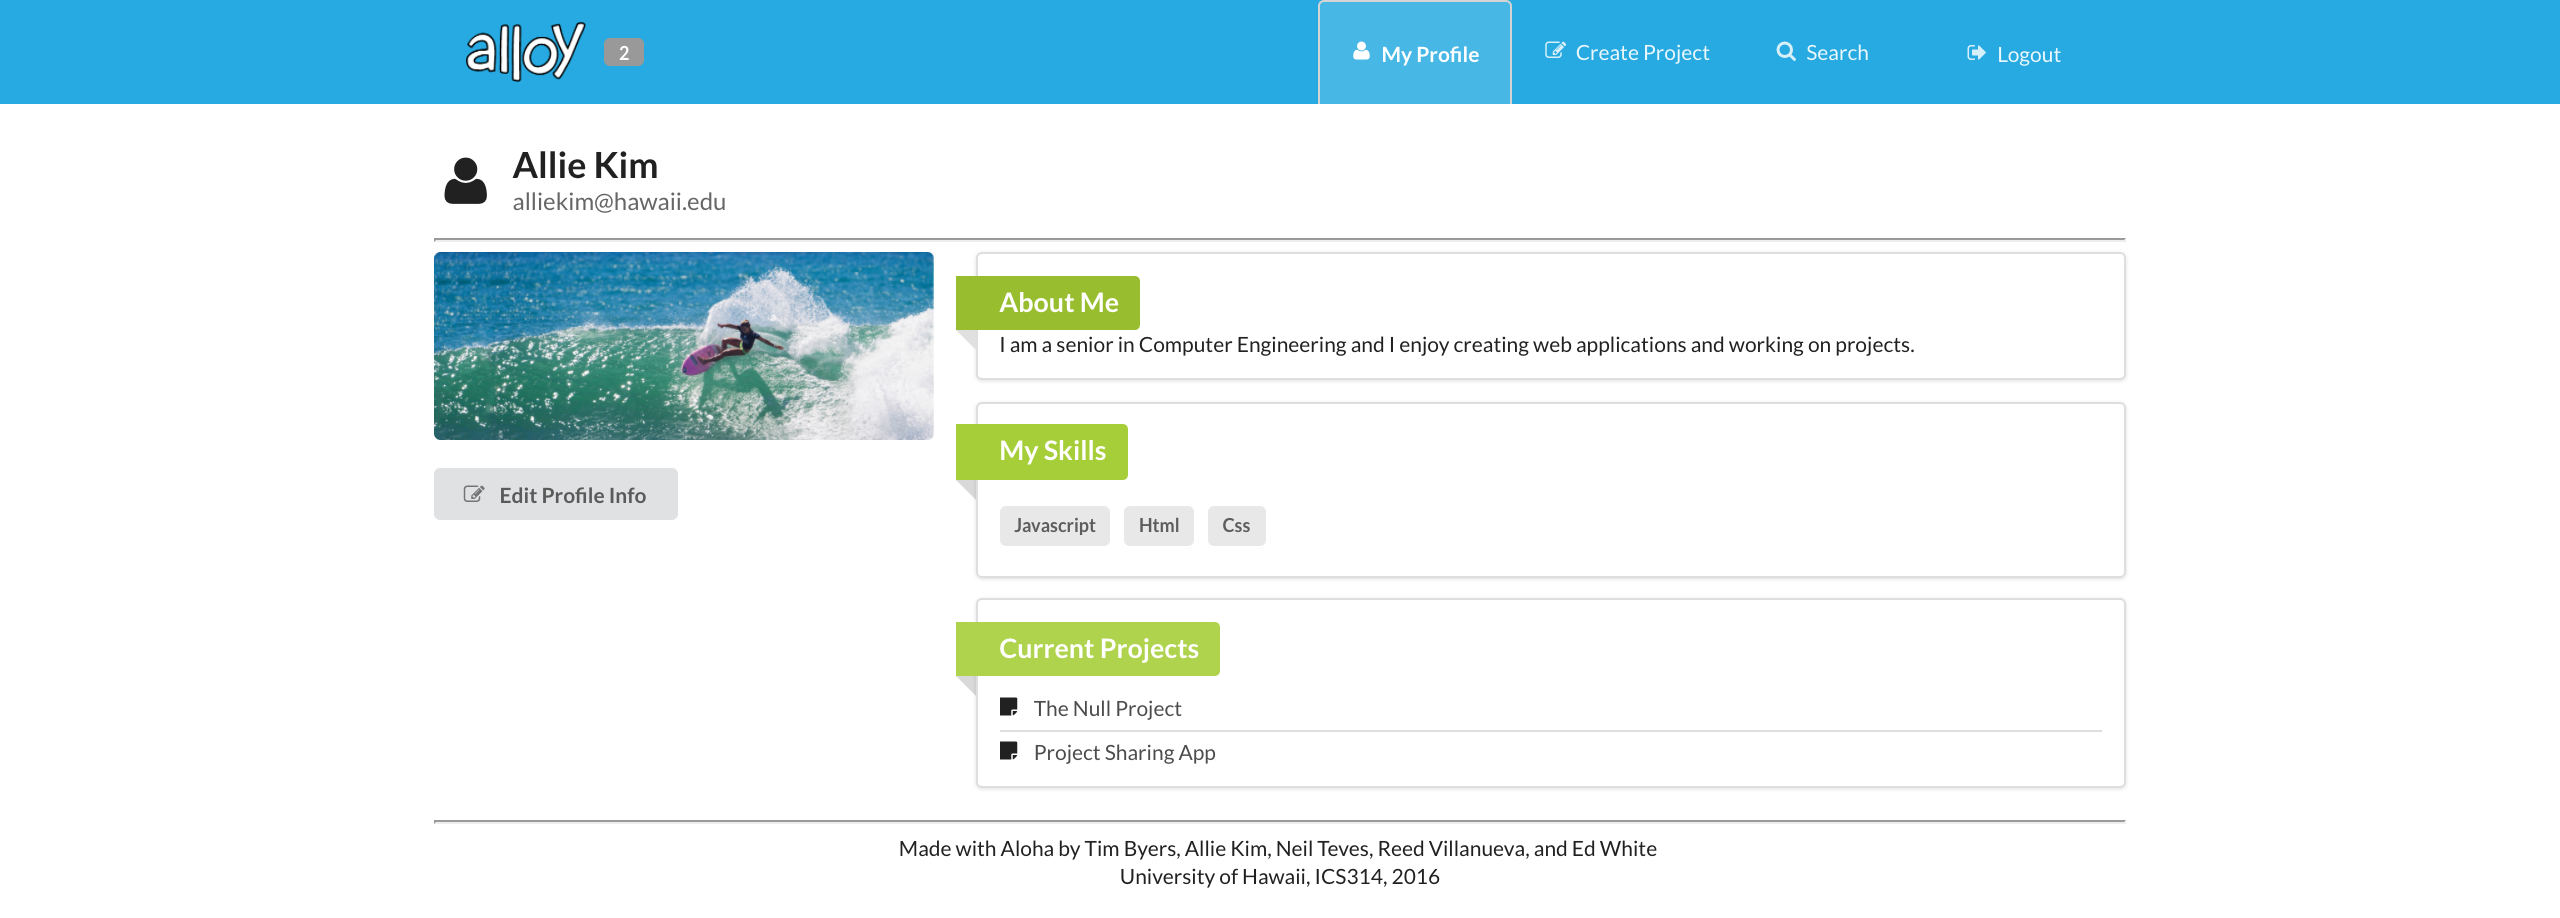 alloy 2 My Profile Create Project Search Logout
Allie Kim
alliekim@hawaii.edu
About Me
I am a senior in Computer Engineering and I enjoy creating web applications and working on projects.
Edit Profile Info
My Skills
Javascript Html Css
Current Projects
The Null Project
Project Sharing App
Made with Aloha by Tim Byers, Allie Kim, Neil Teves, Reed Villanueva, and Ed White
University of Hawaii, ICS314, 2016